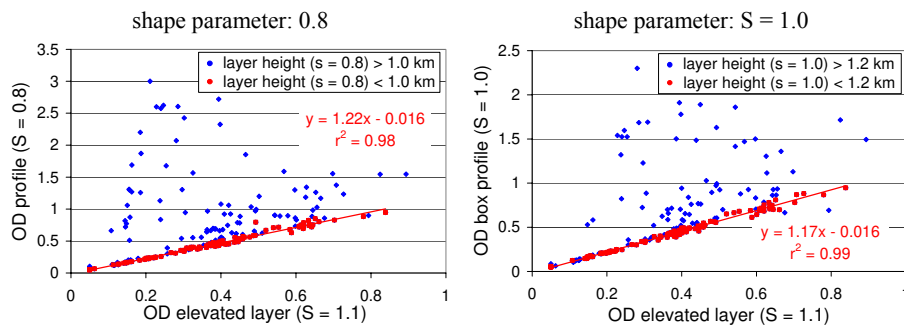 shape parameter: 0.8
3.5
3
2.5
2
1.5
1
0.5
0
OD profile (S = 0.8)
layer height (s = 0.8) > 1.0 km
layer height (s = 0.8) < 1.0 km
y = 1.22x - 0.016
r² = 0.98
0 0.2 0.4 0.6 0.8 1
OD elevated layer (S = 1.1)
shape parameter: S = 1.0
2.5
2
1.5
1
0.5
0
OD box profile (S = 1.0)
layer height (s = 1.0) > 1.2 km
layer height (s = 1.0) < 1.2 km
y = 1.17x - 0.016
r² = 0.99
0 0.2 0.4 0.6 0.8 1
OD elevated layer (S = 1.1)